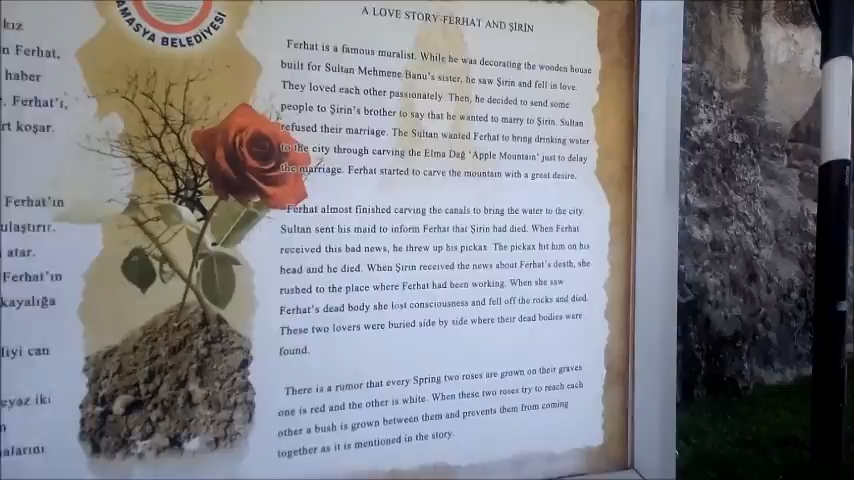 AMASYA BELEDİYESİ
kız
n Ferhat,
haber
. Ferhat'ı,
rt koşar.
Ferhat'ın
ulaştırır.
atar.
Ferhat'ın
kayalığa
liyi can
eyaz iki
n
nalarını
A LOVE STORY-FERHAT AND ŞIRIN
Ferhat is a famous muralist. While he was decorating the wooden house
built for Sultan Mehmene Banu's sister, he saw Şirin and fell in love.
They loved each other passionately. Then, he decided to send some
people to Şirin's brother to say that he wanted to marry to Şirin. Sultan
refused their marriage. The Sultan wanted Ferhat to bring drinking water
to the city through carving the Elma Dağ 'Apple Mountain' just to delay
the marriage. Ferhat started to carve the mountain with a great desire.
Ferhat almost finished carving the canals to bring the water to the city.
Sultan sent his maid to inform Ferhat that Şirin had died. When Ferhat
received this bad news, he threw up his pickax. The pickax hit him on his
head and he died. When Şirin received the news about Ferhat's death, she
rushed to the place where Ferhat had been working. When she saw
Ferhat's dead body she lost consciousness and fell off the rocks and died.
These two lovers were buried side by side where their dead bodies were
found.
There is a rumor that every Spring two roses are grown on their graves
one is red and the other is white. When these two roses try to reach each
other a bush is grown between them and prevents them from coming
together as it is mentioned in the story.